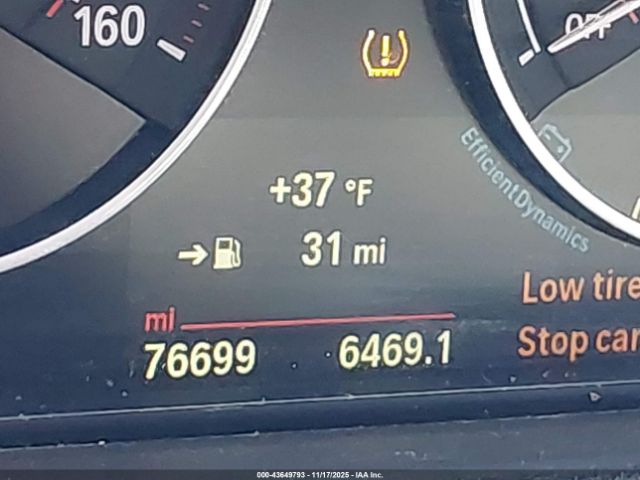 160
OFF
EfficientDynamics
+37 °F
31 mi
Low tire
mi
Stop car
76699 6469.1
000-43649793 - 11/17/2025 - IAA Inc.